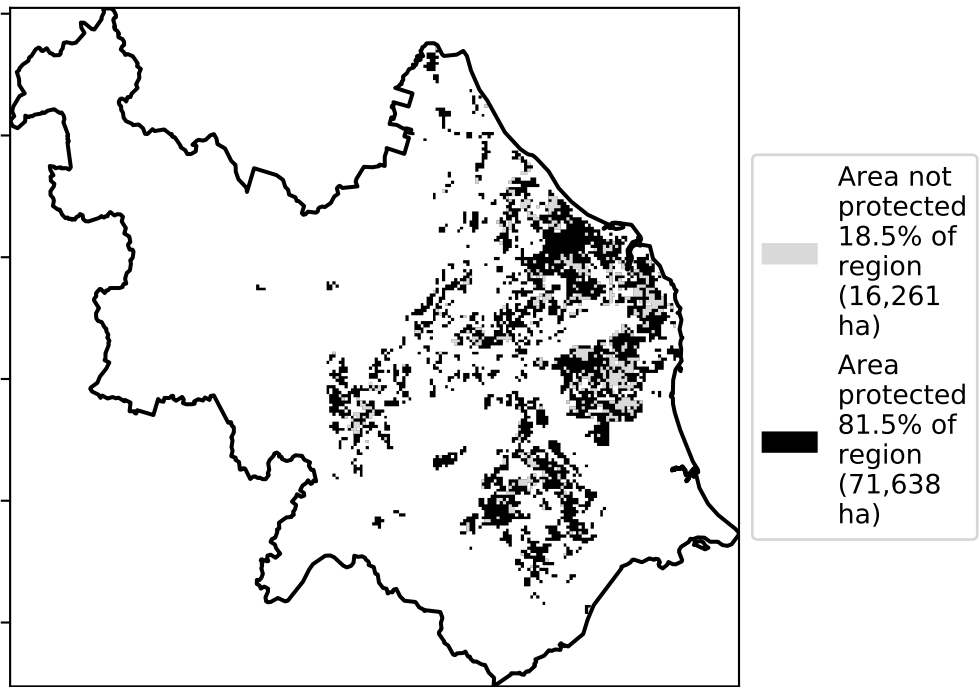 Area not
protected
18.5% of
region
(16,261
ha)
Area
protected
81.5% of
region
(71,638
ha)